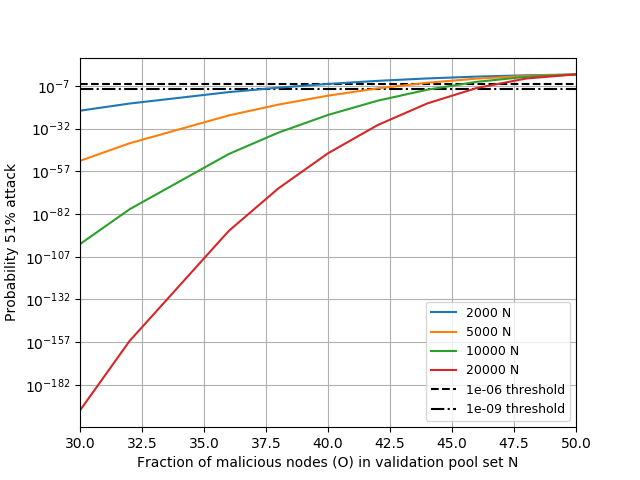 10⁻⁷
10⁻³²
10⁻⁵⁷
10⁻⁸²
10⁻¹⁰⁷
10⁻¹³²
10⁻¹⁵⁷
10⁻¹⁸²
Probability 51% attack
2000 N
5000 N
10000 N
20000 N
1e-06 threshold
1e-09 threshold
30.0 32.5 35.0 37.5 40.0 42.5 45.0 47.5 50.0
Fraction of malicious nodes (O) in validation pool set N